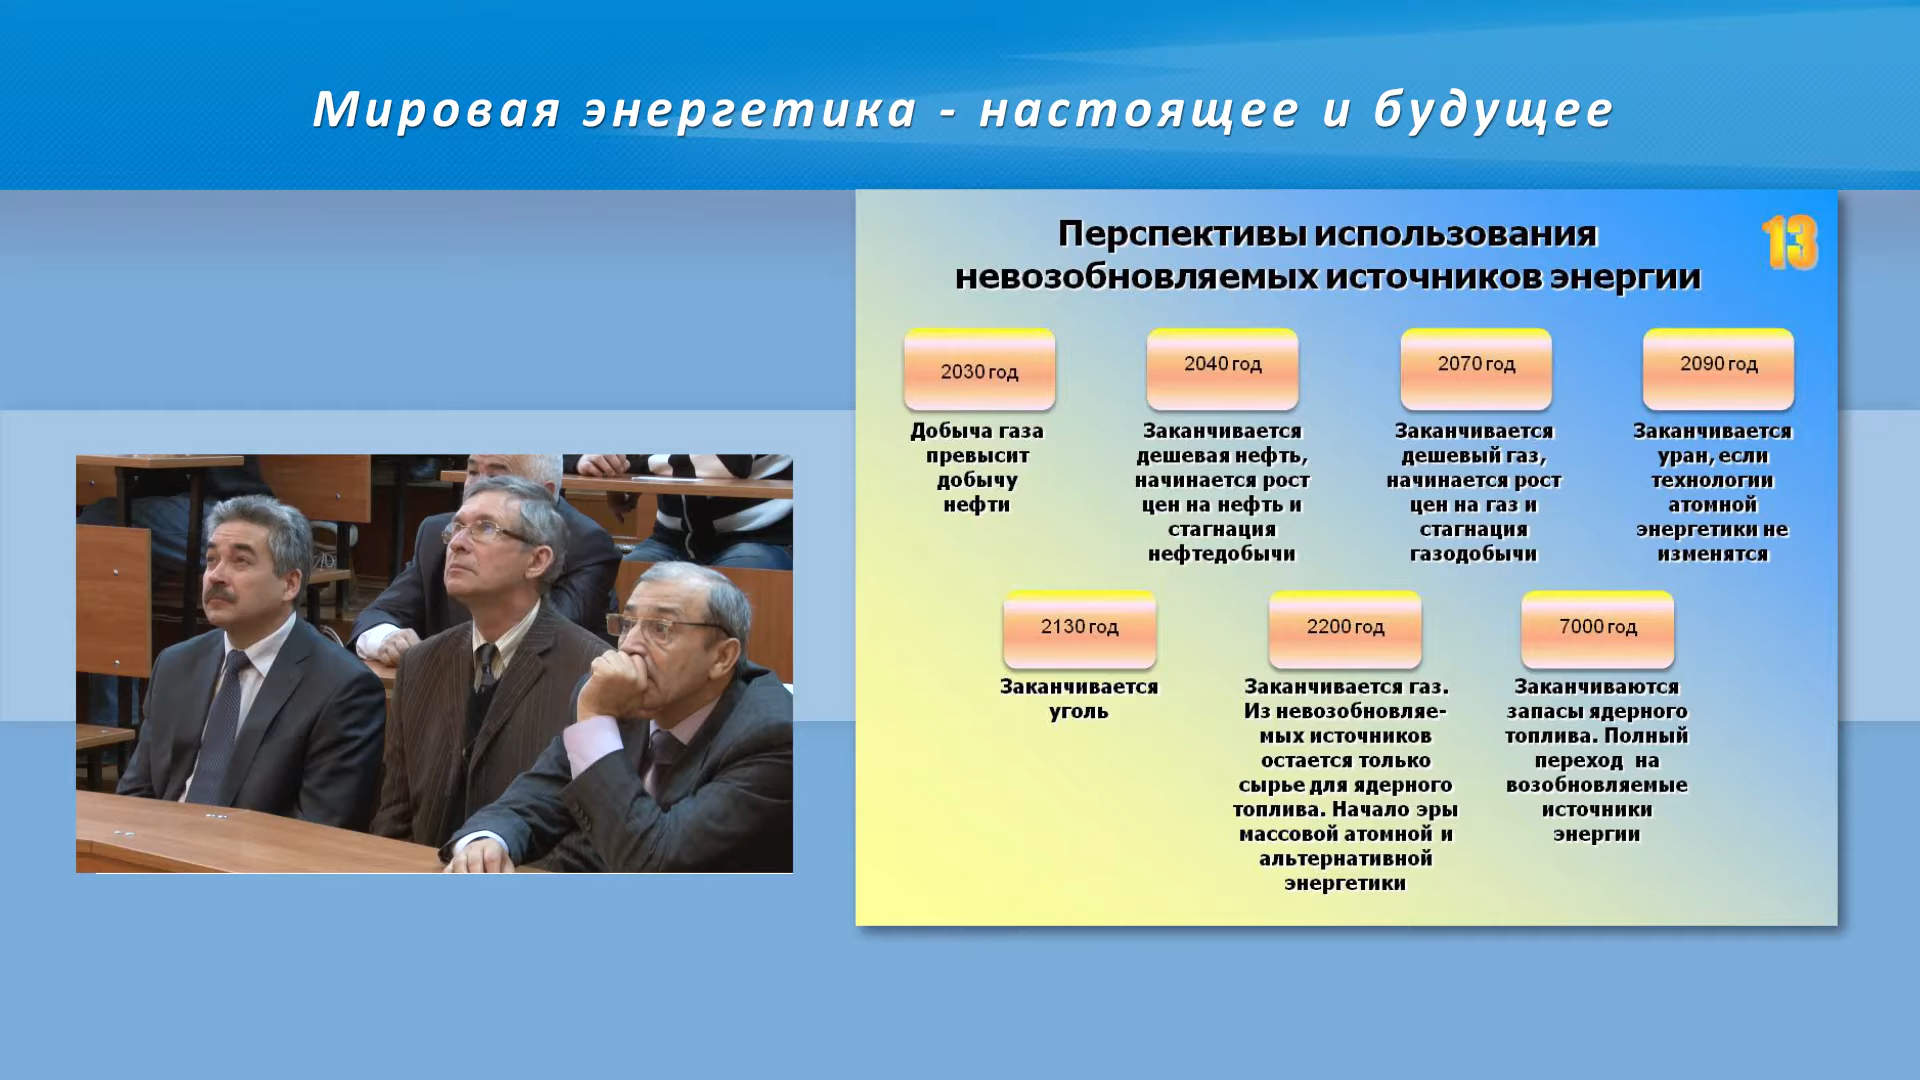 Мировая энергетика - настоящее и будущее
Перспективы использования
невозобновляемых источников энергии
13
2030 год
Добыча газа
превысит
добычу
нефти
2040 год
Заканчивается
дешевая нефть,
начинается рост
цен на нефть и
стагнация
нефтедобычи
2070 год
Заканчивается
дешевый газ,
начинается рост
цен на газ и
стагнация
газодобычи
2090 год
Заканчивается
уран, если
технологии
атомной
энергетики не
изменятся
2130 год
Заканчивается
уголь
2200 год
Заканчивается газ.
Из невозобновляе-
мых источников
остается только
сырье для ядерного
топлива. Начало эры
массовой атомной и
альтернативной
энергетики
7000 год
Заканчиваются
запасы ядерного
топлива. Полный
переход на
возобновляемые
источники
энергии